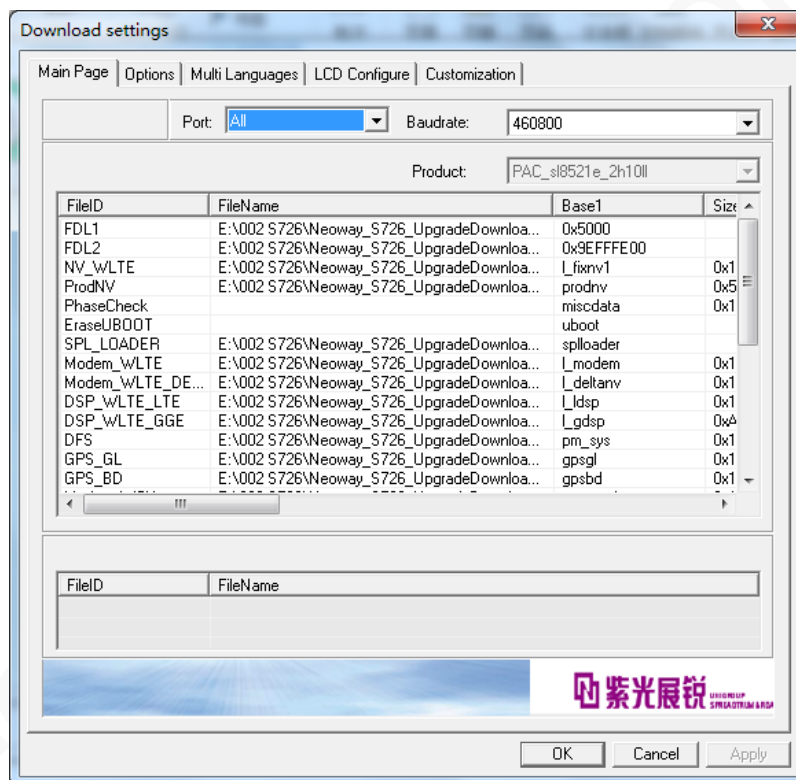 Download settings
Main Page Options Multi Languages LCD Configure Customization
Port: All Baudrate: 460800
Product: PAC_sl8521e_2h10ll
FileID FileName Base1 Size
FDL1 E:\002 S726\Neoway_S726_UpgradeDownloa... 0x5000
FDL2 E:\002 S726\Neoway_S726_UpgradeDownloa... 0x9EFFFE00
NV_WLTE E:\002 S726\Neoway_S726_UpgradeDownloa... l_fixnv1 0x1
ProdNV E:\002 S726\Neoway_S726_UpgradeDownloa... prodnv 0x5
PhaseCheck miscdata 0x1
EraseUBOOT uboot
SPL_LOADER E:\002 S726\Neoway_S726_UpgradeDownloa... splloader
Modem_WLTE E:\002 S726\Neoway_S726_UpgradeDownloa... l_modem 0x1
Modem_WLTE_DE... E:\002 S726\Neoway_S726_UpgradeDownloa... l_deltanv 0x1
DSP_WLTE_LTE E:\002 S726\Neoway_S726_UpgradeDownloa... l_ldsp 0x1
DSP_WLTE_GGE E:\002 S726\Neoway_S726_UpgradeDownloa... l_gdsp 0xA
DFS E:\002 S726\Neoway_S726_UpgradeDownloa... pm_sys 0x1
GPS_GL E:\002 S726\Neoway_S726_UpgradeDownloa... gpsgl 0x1
GPS_BD E:\002 S726\Neoway_S726_UpgradeDownloa... gpsbd 0x1
FileID FileName
紫光展锐 UNIGROUP
SPREADTRUM & RDA
OK Cancel Apply